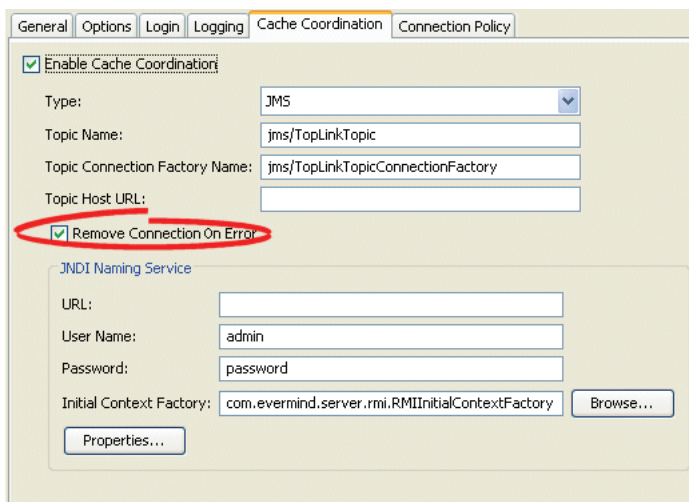 General Options Login Logging Cache Coordination Connection Policy
Enable Cache Coordination
Type: JMS
Topic Name: jms/TopLinkTopic
Topic Connection Factory Name: jms/TopLinkTopicConnectionFactory
Topic Host URL:
Remove Connection On Error
JNDI Naming Service
URL:
User Name: admin
Password: password
Initial Context Factory: com.evermind.server.rmi.RMIInitialContextFactory Browse...
Properties...